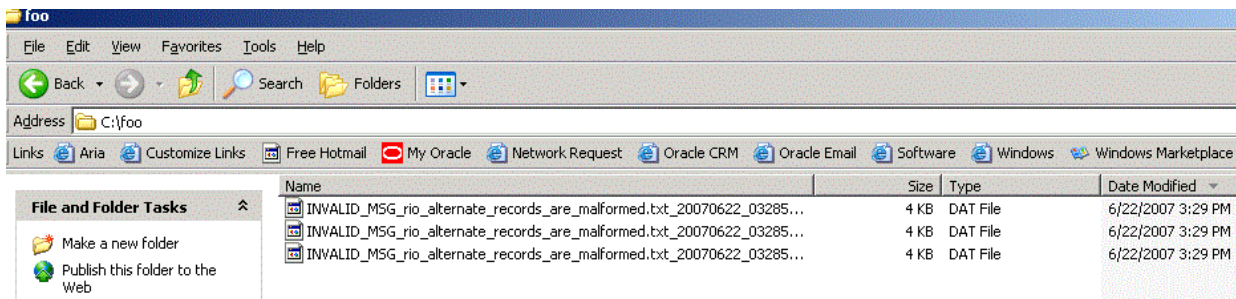 foo
File Edit View Favorites Tools Help
Back Search Folders
Address C:\foo
Links Aria Customize Links Free Hotmail My Oracle Network Request Oracle CRM Oracle Email Software Windows Windows Marketplace
Name Size Type Date Modified
File and Folder Tasks
INVALID_MSG_rio_alternate_records_are_malformed.txt_20070622_03285... 4 KB DAT File 6/22/2007 3:29 PM
INVALID_MSG_rio_alternate_records_are_malformed.txt_20070622_03285... 4 KB DAT File 6/22/2007 3:29 PM
INVALID_MSG_rio_alternate_records_are_malformed.txt_20070622_03285... 4 KB DAT File 6/22/2007 3:29 PM
Make a new folder
Publish this folder to the
Web